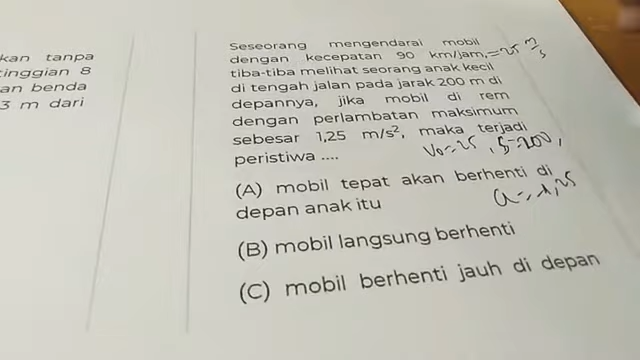 kan tanpa
tinggian 8
an benda
3 m dari
Seseorang mengendarai mobil
dengan kecepatan 90 km/jam, = 25 m/s
tiba-tiba melihat seorang anak kecil
di tengah jalan pada jarak 200 m di
depannya, jika mobil di rem
dengan perlambatan maksimum
sebesar 1,25 m/s², maka terjadi
peristiwa .... V₀ = 25, S = 200,
(A) mobil tepat akan berhenti di
depan anak itu a = 1,25
(B) mobil langsung berhenti
(C) mobil berhenti jauh di depan